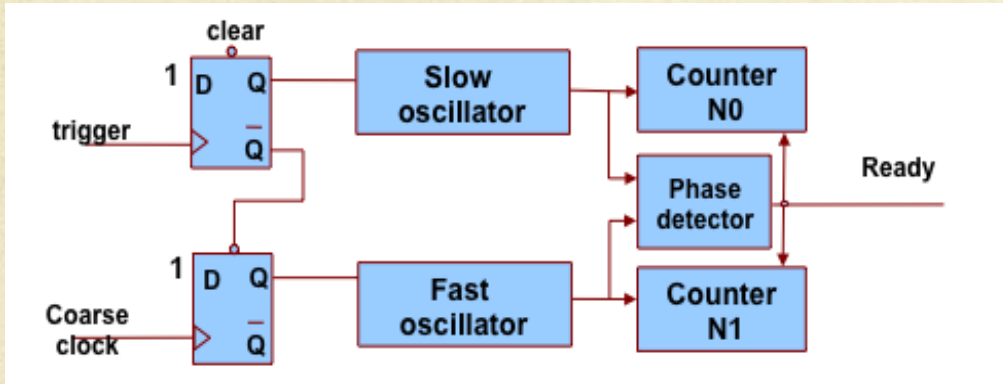 clear
1
D
Q
Q
trigger
Slow
oscillator
Counter
N0
Phase
detector
Ready
1
D
Q
Q
Coarse
clock
Fast
oscillator
Counter
N1